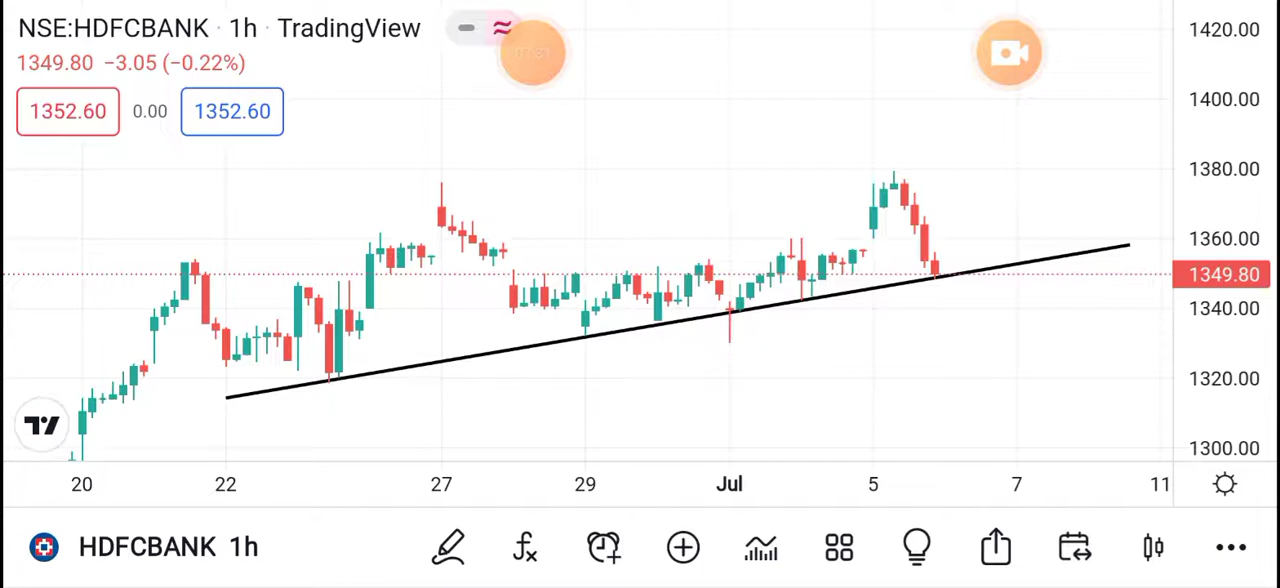 NSE:HDFCBANK · 1h · TradingView
1349.80 −3.05 (−0.22%)
1352.60 0.00 1352.60
1420.00
1400.00
1380.00
1360.00
1349.80
1340.00
1320.00
1300.00
20 22 27 29 Jul 5 7 11
HDFCBANK 1h